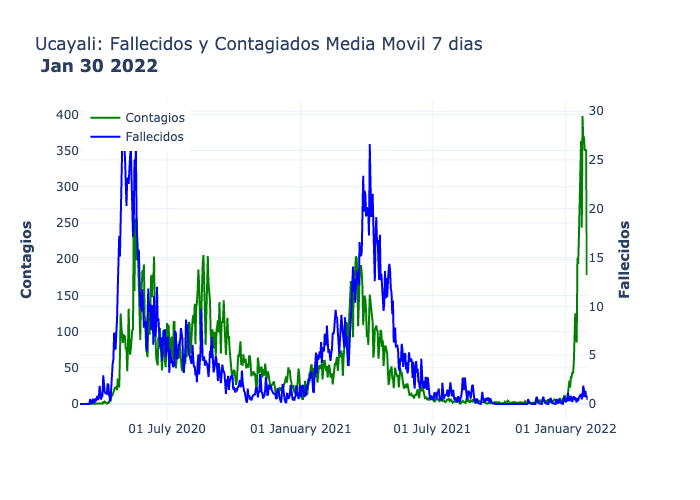 Ucayali: Fallecidos y Contagiados Media Movil 7 dias
Jan 30 2022
Contagios
Fallecidos
400
350
300
250
200
150
100
50
0
30
25
20
15
10
5
0
Contagios
Fallecidos
01 July 2020
01 January 2021
01 July 2021
01 January 2022